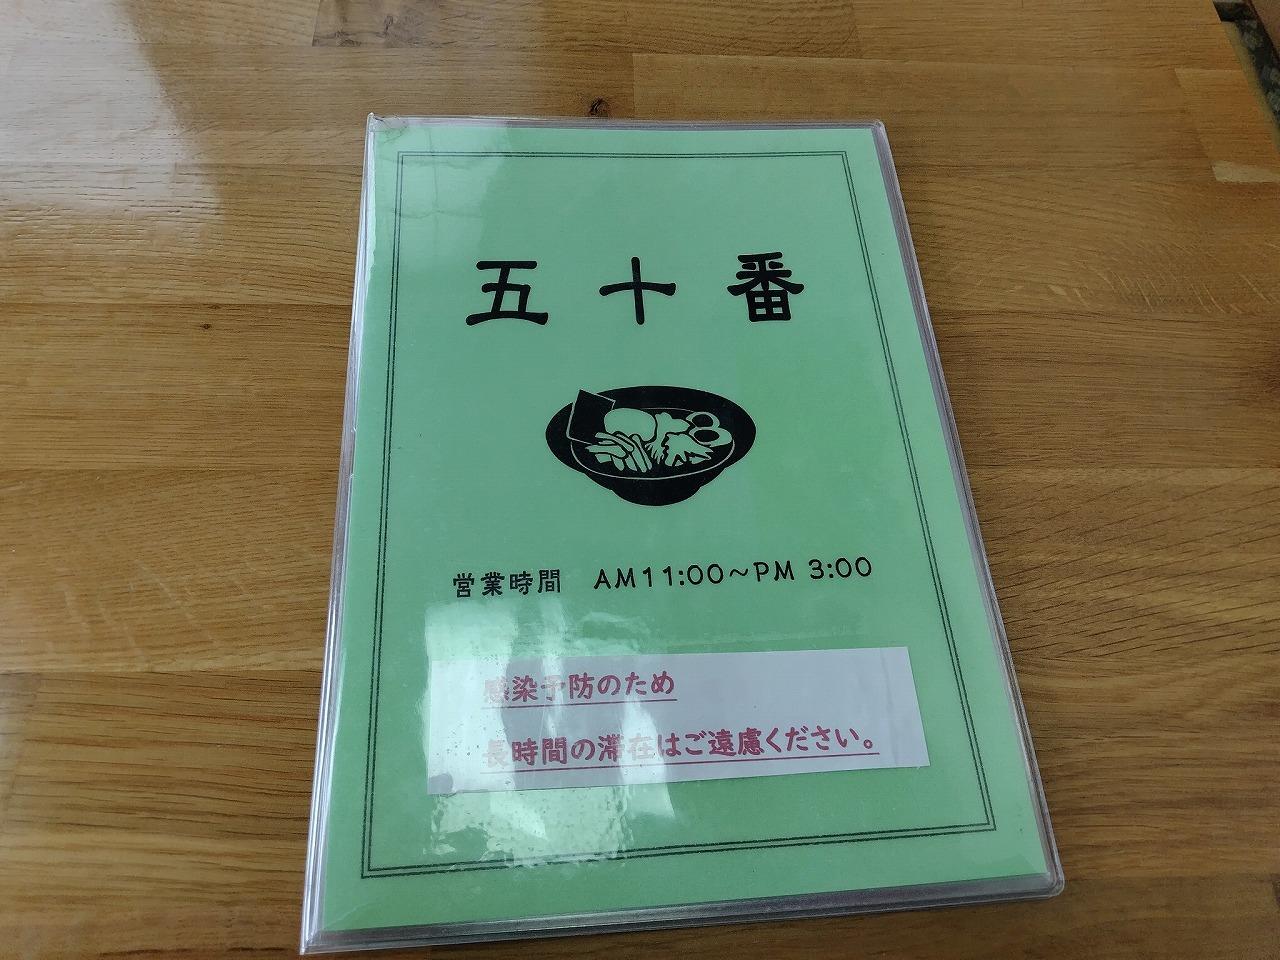 五十番
営業時間 AM11:00～PM 3:00
感染予防のため
長時間の滞在はご遠慮ください。